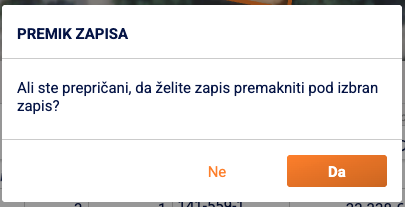 PREMIK ZAPISA
Ali ste prepričani, da želite zapis premakniti pod izbran
zapis?
Ne
Da